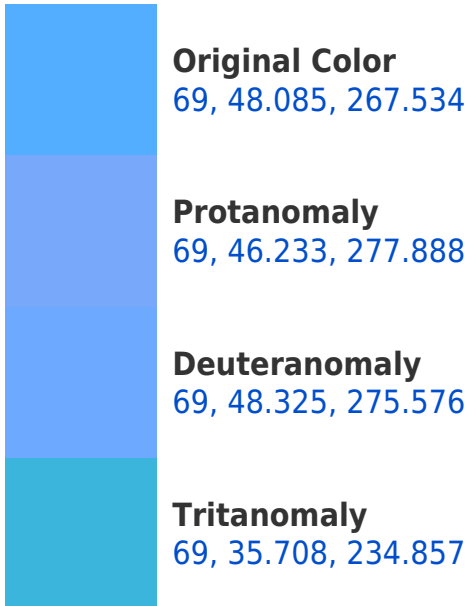 Original Color
69, 48.085, 267.534
Protanomaly
69, 46.233, 277.888
Deuteranomaly
69, 48.325, 275.576
Tritanomaly
69, 35.708, 234.857